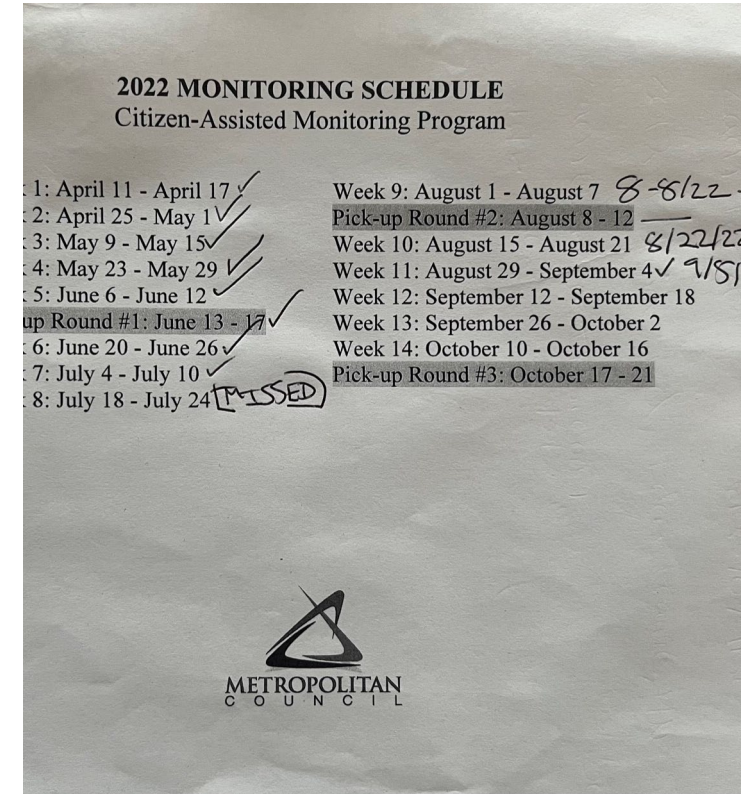 2022 MONITORING SCHEDULE
Citizen-Assisted Monitoring Program
1: April 11 - April 17 ✓
2: April 25 - May 1 ✓
3: May 9 - May 15 ✓
4: May 23 - May 29 ✓
5: June 6 - June 12 ✓
up Round #1: June 13 - 17 ✓
6: June 20 - June 26 ✓
7: July 4 - July 10 ✓
8: July 18 - July 24 MISSED
Week 9: August 1 - August 7 8-8/22
Pick-up Round #2: August 8 - 12 —
Week 10: August 15 - August 21 8/22/22
Week 11: August 29 - September 4 ✓ 9/5/
Week 12: September 12 - September 18
Week 13: September 26 - October 2
Week 14: October 10 - October 16
Pick-up Round #3: October 17 - 21
METROPOLITAN
COUNCIL